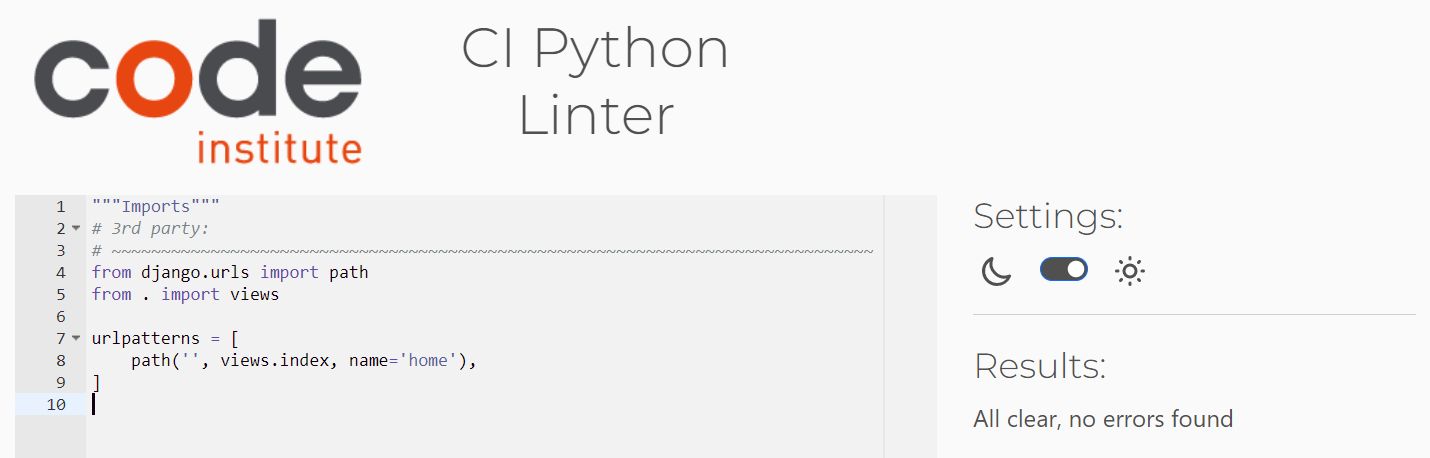 code
institute
CI Python
Linter
1 """Imports"""
2 # 3rd party:
3 # ~~~~~~~~~~~~~~~~~~~~~~~~~~~~~~~~~~~~~~~~~~~~~~~~~~~~~~~~~~~~~~~~~~~~~~~~~~~~~
4 from django.urls import path
5 from . import views
6
7 urlpatterns = [
8     path('', views.index, name='home'),
9 ]
10
Settings:
Results:
All clear, no errors found